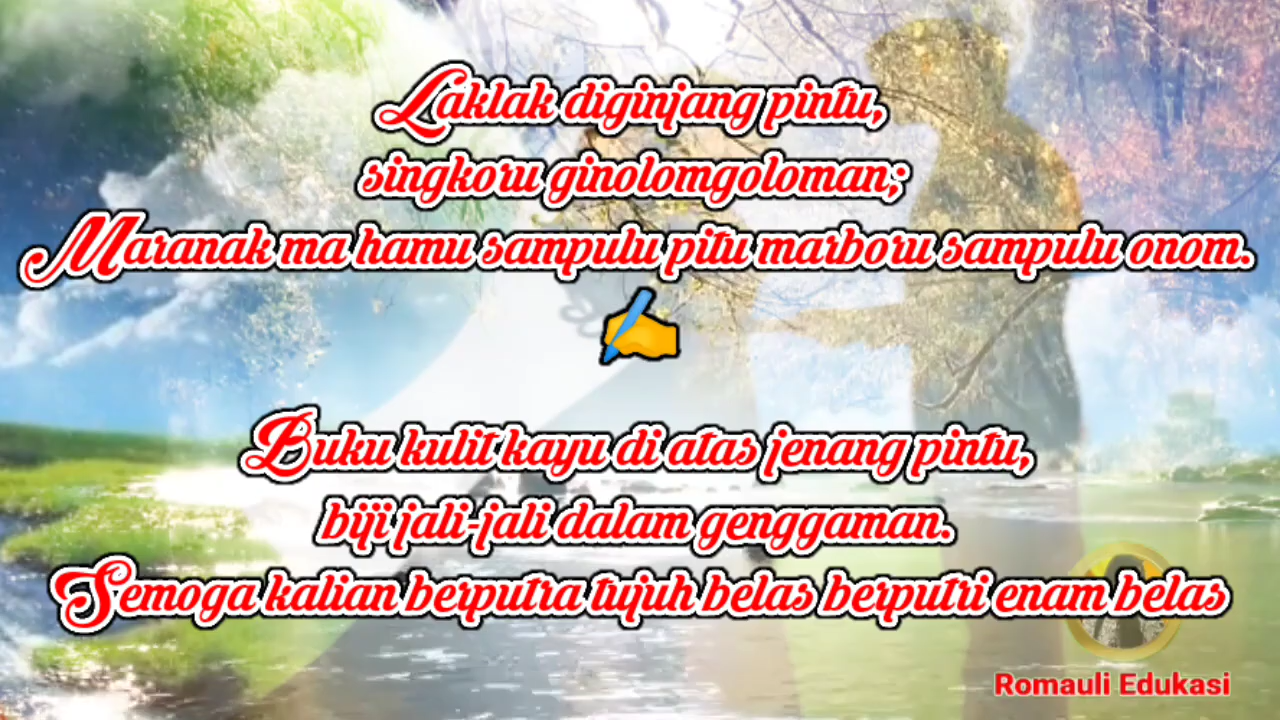 Laklak diginjang pintu,
singkoru ginolomgoloman;
Maranak ma hamu sampulu pitu marboru sampulu onom.
Buku kulit kayu di atas jenang pintu,
biji jali-jali dalam genggaman.
Semoga kalian berputra tujuh belas berputri enam belas
Romauli Edukasi